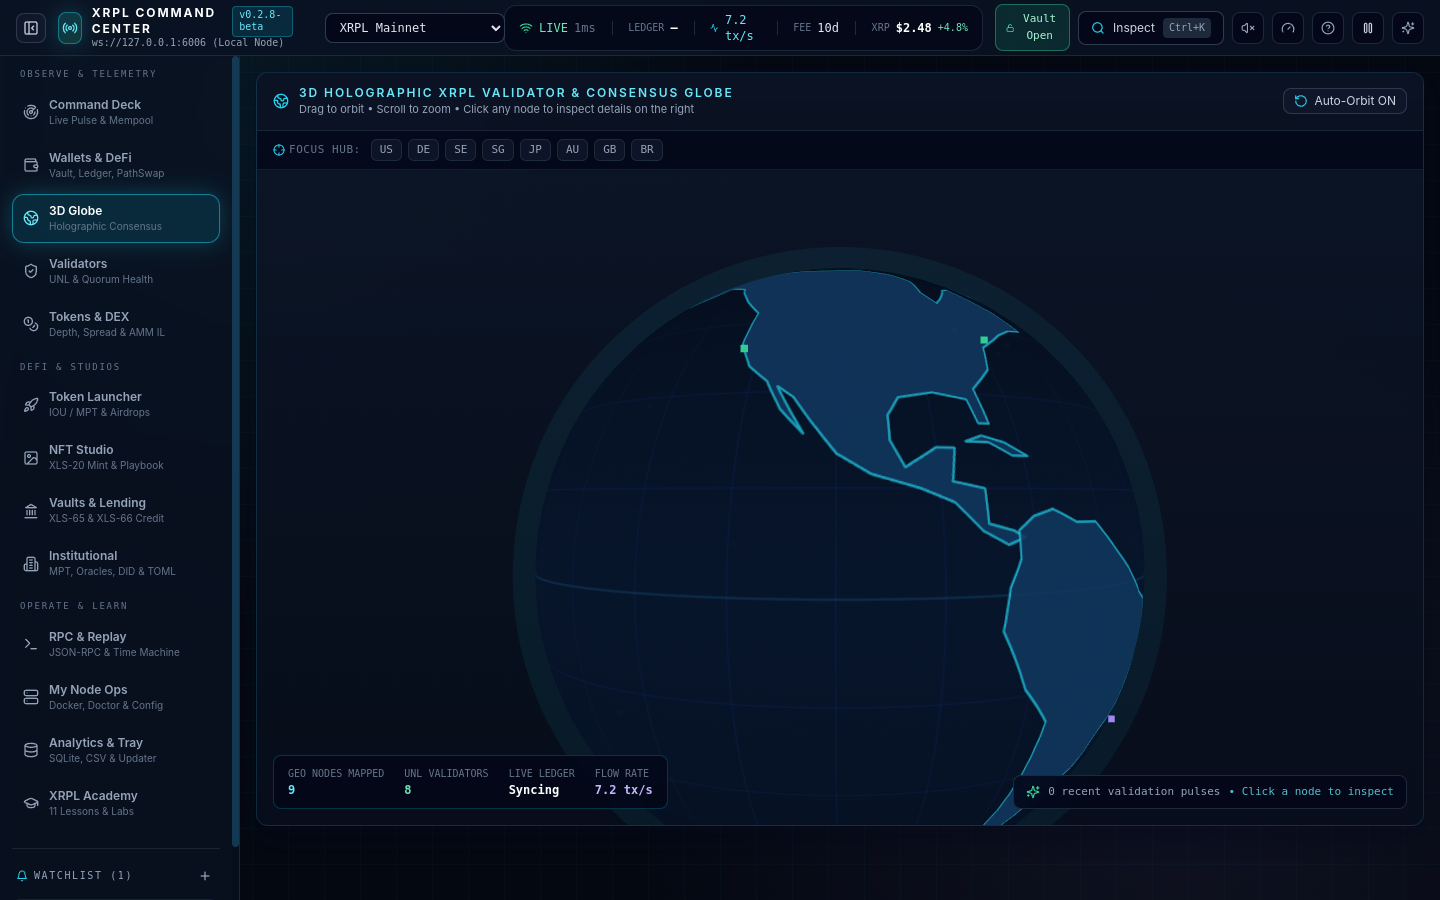 XRPL COMMAND CENTER
v0.2.8-beta
ws://127.0.0.1:6006 (Local Node)
XRPL Mainnet
LIVE 1ms
LEDGER —
7.2 tx/s
FEE 10d
XRP $2.48 +4.8%
Vault Open
Inspect Ctrl+K
OBSERVE & TELEMETRY
Command Deck
Live Pulse & Mempool
Wallets & DeFi
Vault, Ledger, PathSwap
3D Globe
Holographic Consensus
Validators
UNL & Quorum Health
Tokens & DEX
Depth, Spread & AMM IL
DEFI & STUDIOS
Token Launcher
IOU / MPT & Airdrops
NFT Studio
XLS-20 Mint & Playbook
Vaults & Lending
XLS-65 & XLS-66 Credit
Institutional
MPT, Oracles, DID & TOML
OPERATE & LEARN
RPC & Replay
JSON-RPC & Time Machine
My Node Ops
Docker, Doctor & Config
Analytics & Tray
SQLite, CSV & Updater
XRPL Academy
11 Lessons & Labs
WATCHLIST (1)
3D HOLOGRAPHIC XRPL VALIDATOR & CONSENSUS GLOBE
Drag to orbit • Scroll to zoom • Click any node to inspect details on the right
Auto-Orbit ON
FOCUS HUB: US DE SE SG JP AU GB BR
GEO NODES MAPPED
9
UNL VALIDATORS
8
LIVE LEDGER
Syncing
FLOW RATE
7.2 tx/s
0 recent validation pulses • Click a node to inspect